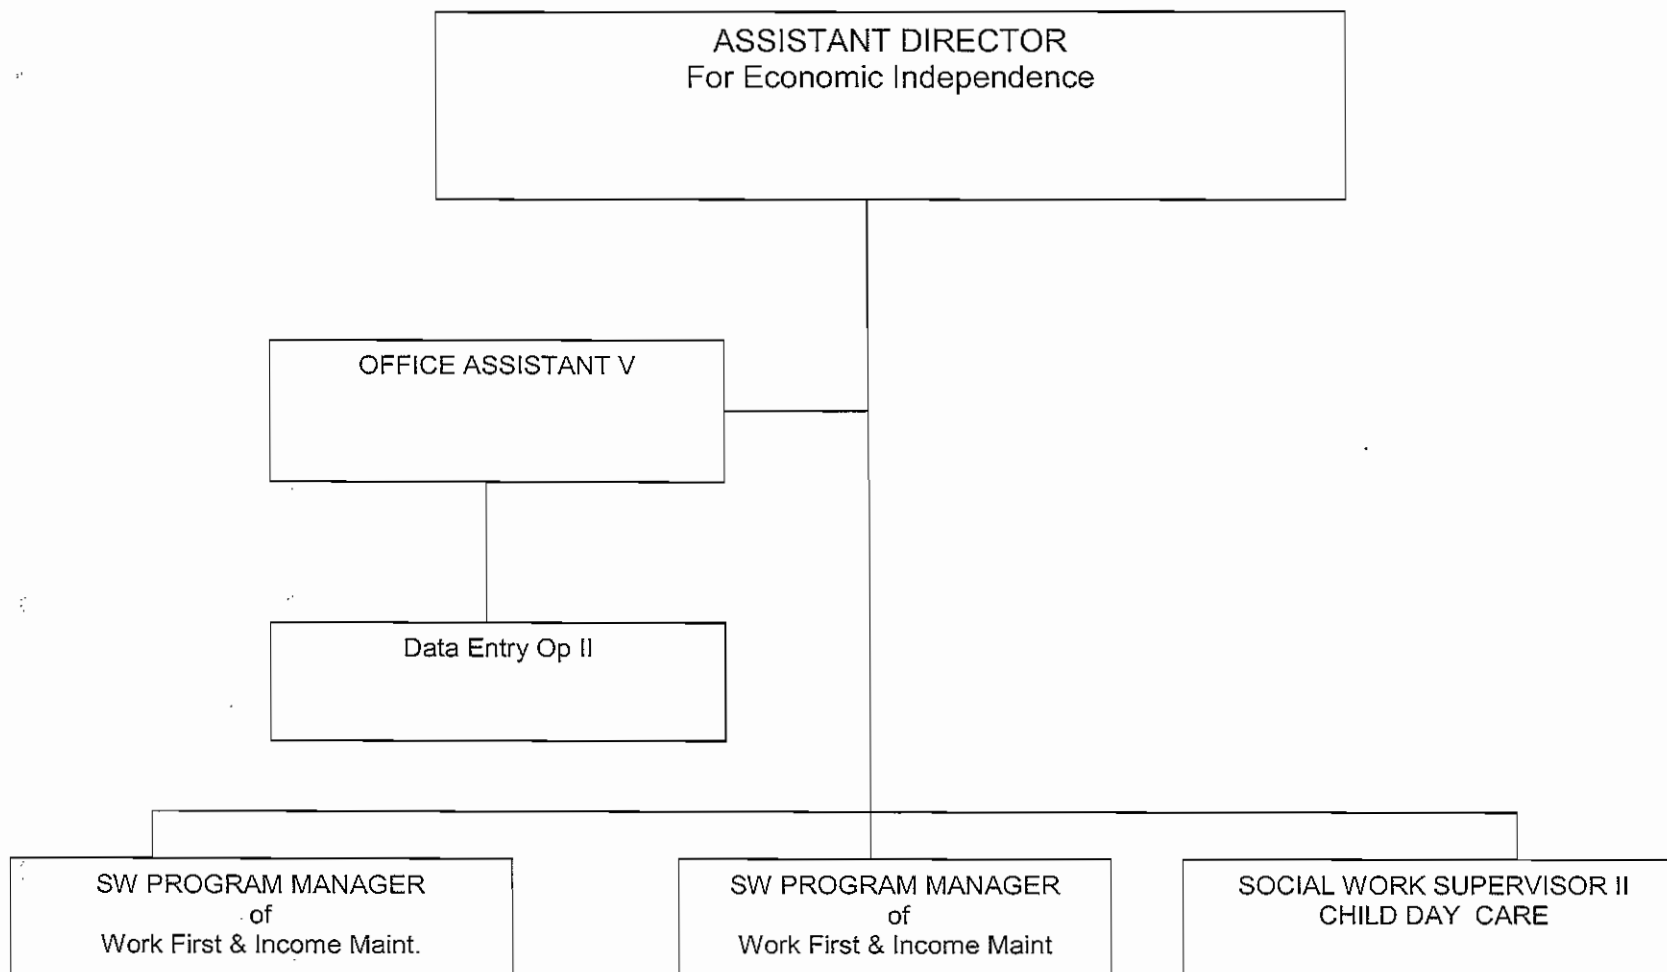 ASSISTANT DIRECTOR
For Economic Independence
OFFICE ASSISTANT V
Data Entry Op II
SW PROGRAM MANAGER
of
Work First & Income Maint.
SW PROGRAM MANAGER
of
Work First & Income Maint
SOCIAL WORK SUPERVISOR II
CHILD DAY CARE